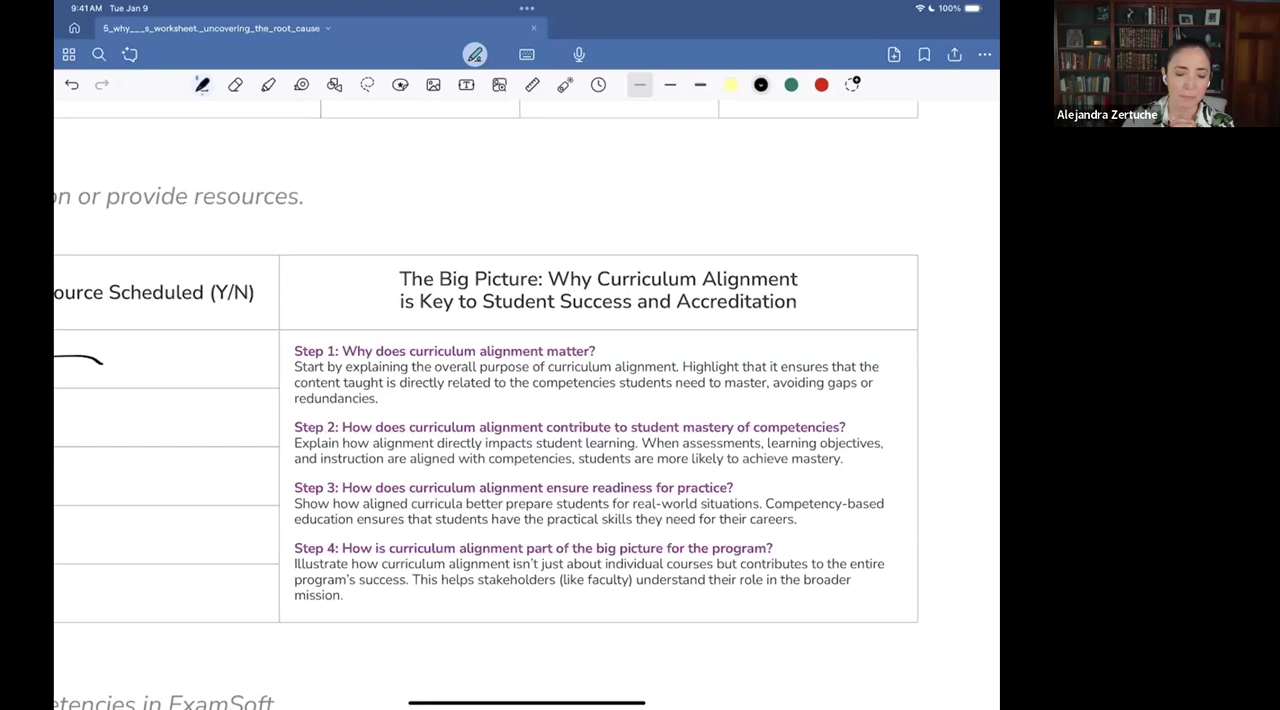 9:41 AM Tue Jan 9
100%
5_why___s_worksheet._uncovering_the_root_cause
Alejandra Zertuche
on or provide resources.
ource Scheduled (Y/N)
The Big Picture: Why Curriculum Alignment
is Key to Student Success and Accreditation
Step 1: Why does curriculum alignment matter?
Start by explaining the overall purpose of curriculum alignment. Highlight that it ensures that the
content taught is directly related to the competencies students need to master, avoiding gaps or
redundancies.
Step 2: How does curriculum alignment contribute to student mastery of competencies?
Explain how alignment directly impacts student learning. When assessments, learning objectives,
and instruction are aligned with competencies, students are more likely to achieve mastery.
Step 3: How does curriculum alignment ensure readiness for practice?
Show how aligned curricula better prepare students for real-world situations. Competency-based
education ensures that students have the practical skills they need for their careers.
Step 4: How is curriculum alignment part of the big picture for the program?
Illustrate how curriculum alignment isn't just about individual courses but contributes to the entire
program's success. This helps stakeholders (like faculty) understand their role in the broader
mission.
etencies in ExamSoft